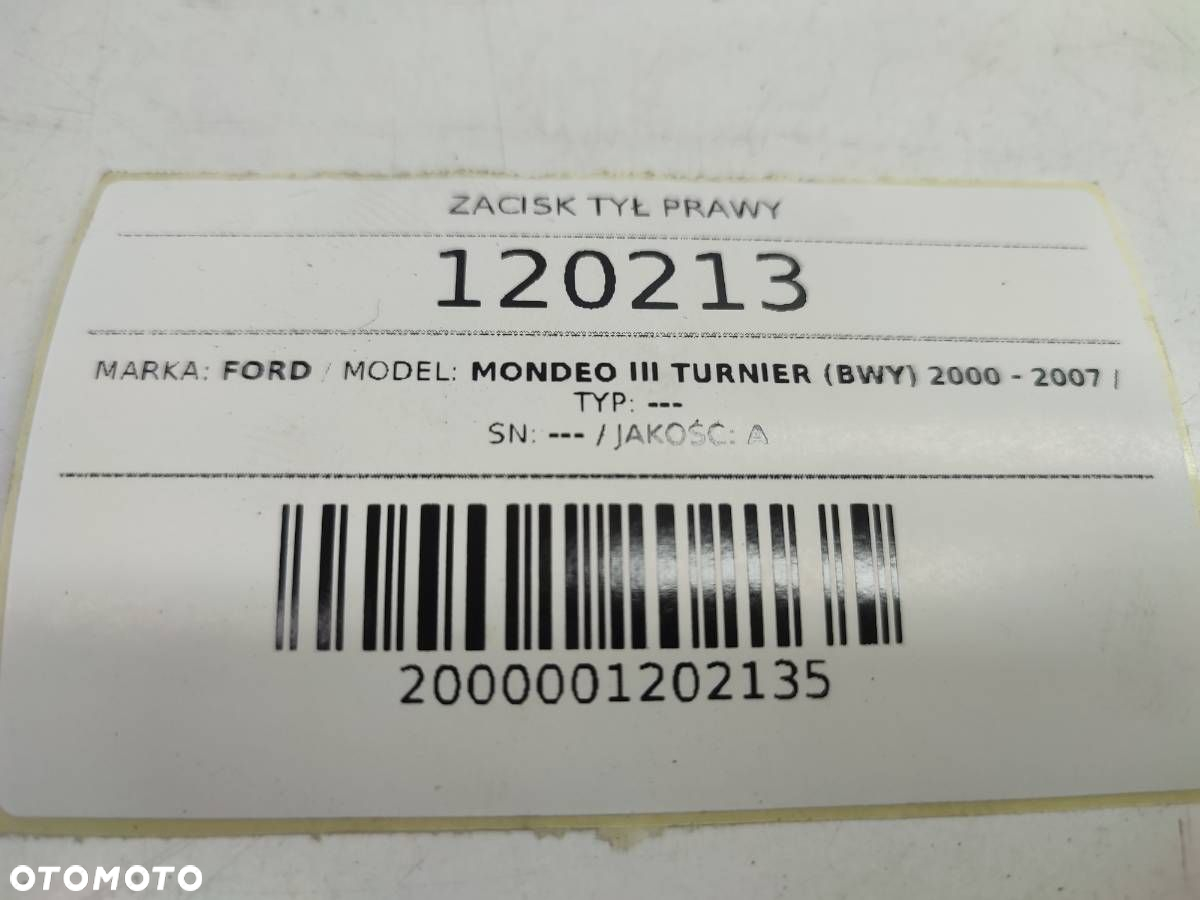 ZACISK TYŁ PRAWY
120213
MARKA: FORD / MODEL: MONDEO III TURNIER (BWY) 2000 - 2007 /
TYP: ---
SN: --- / JAKOŚĆ: A
2000001202135
OTOMOTO